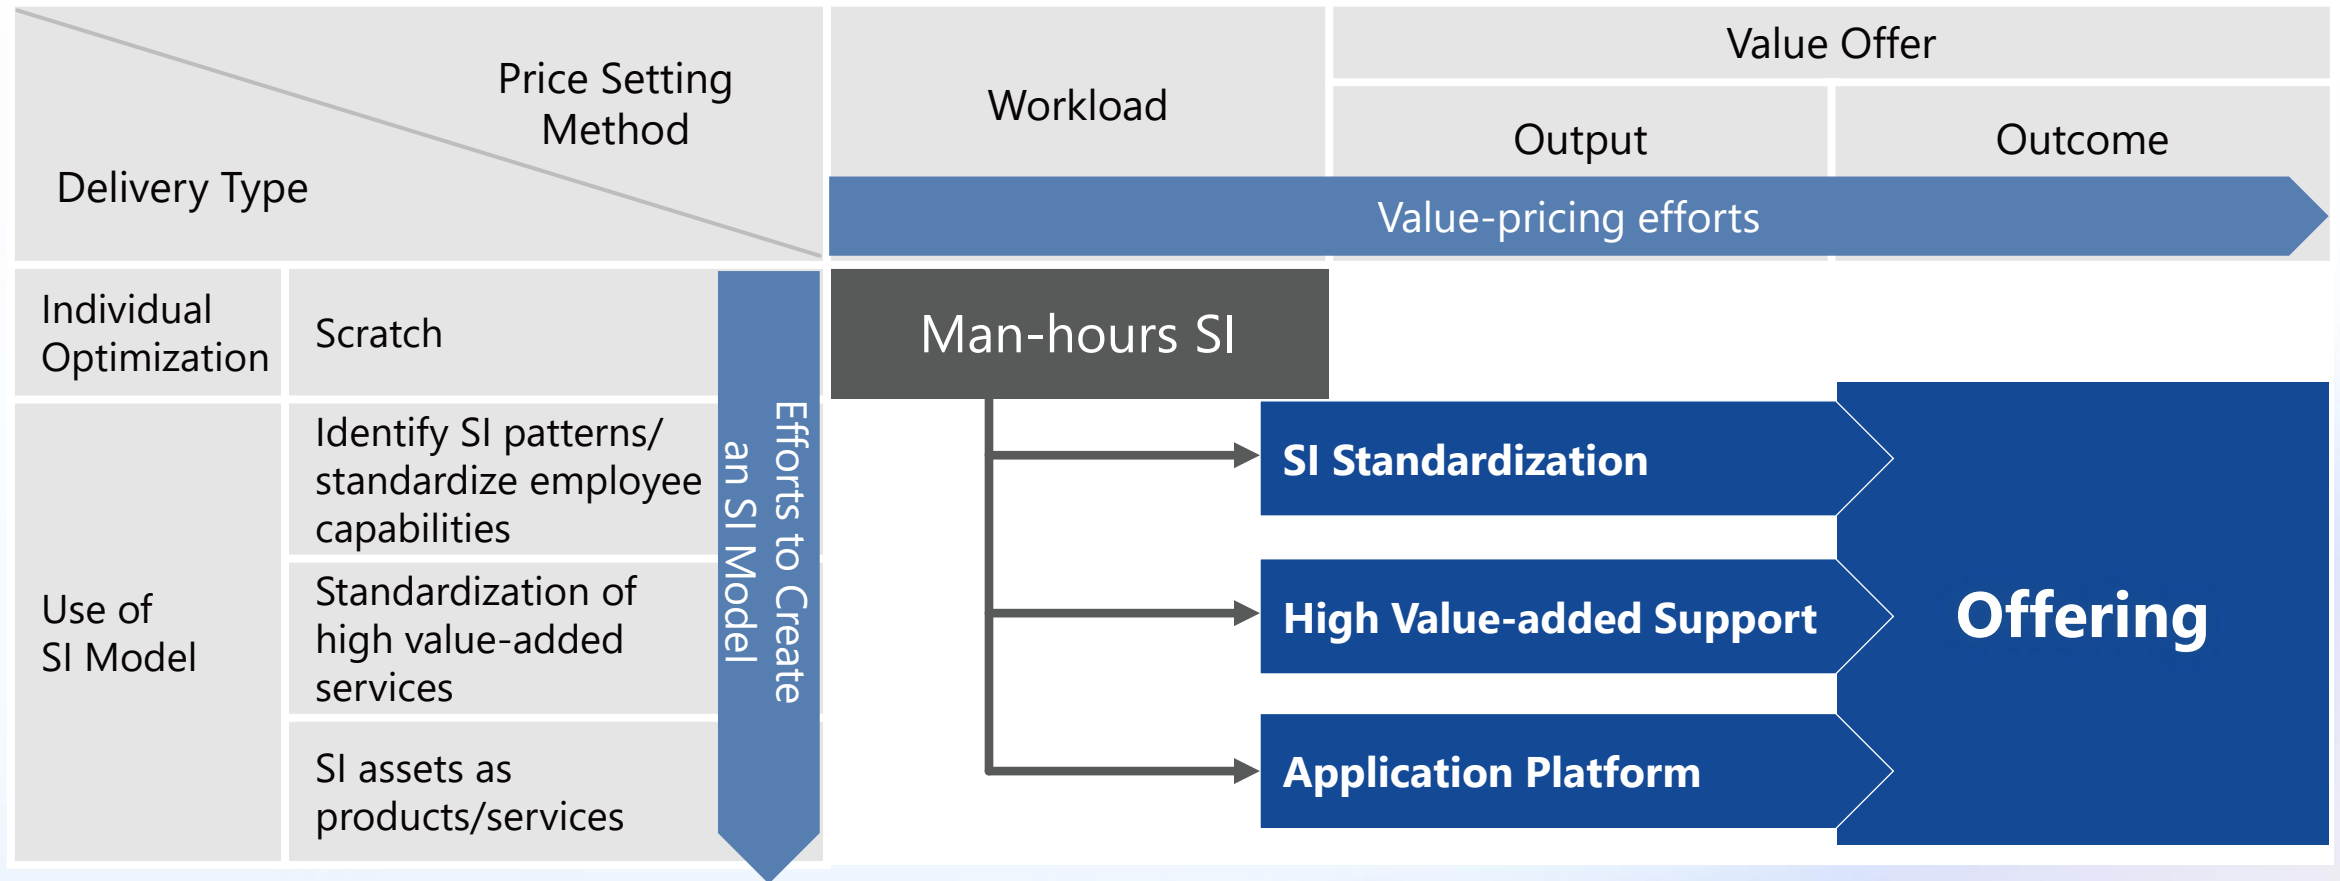 Price Setting
Method
Delivery Type
Workload
Value Offer
Output
Outcome
Value-pricing efforts
Individual
Optimization
Scratch
Man-hours SI
Efforts to Create
an SI Model
Use of
SI Model
Identify SI patterns/
standardize employee
capabilities
SI Standardization
Standardization of
high value-added
services
High Value-added Support
Offering
SI assets as
products/services
Application Platform